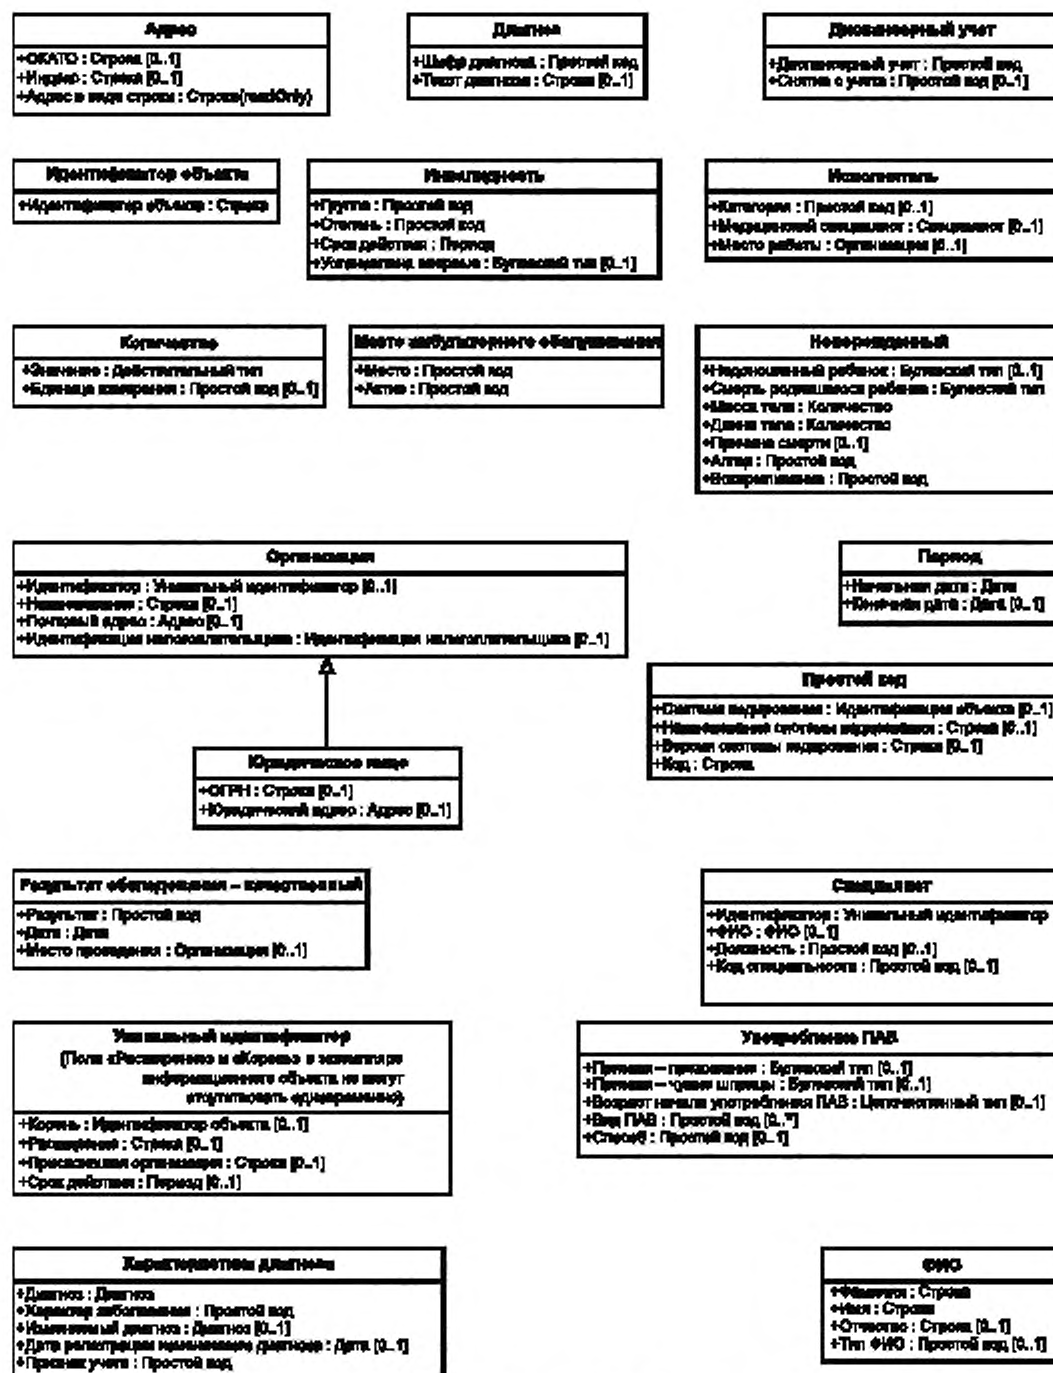 Адрес
+ОКАТО : Строка [0..1]
+Индекс : Строка [0..1]
+Адрес в виде строки : Строка{readOnly}
Диагноз
+Шифр диагноза : Простой код
+Текст диагноза : Строка [0..1]
Диспансерный учет
+Диспансерный учет : Простой код
+Снятие с учета : Простой код [0..1]
Идентификатор объекта
+Идентификатор объекта : Строка
Инвалидность
+Группа : Простой код
+Степень : Простой код
+Срок действия : Период
+Установлена впервые : Булевский тип [0..1]
Исполнитель
+Категория : Простой код [0..1]
+Медицинский специалист : Специалист [0..1]
+Место работы : Организация [0..1]
Количество
+Значение : Действительный тип
+Единица измерения : Простой код [0..1]
Место амбулаторного обслуживания
+Место : Простой код
+Актив : Простой код
Новорожденный
+Недоношенный ребенок : Булевский тип [0..1]
+Смерть родившегося ребенка : Булевский тип
+Масса тела : Количество
+Длина тела : Количество
+Причина смерти [0..1]
+Апгар : Простой код
+Вскармливание : Простой код
Организация
+Идентификатор : Уникальный идентификатор [0..1]
+Наименование : Строка [0..1]
+Почтовый адрес : Адрес [0..1]
+Идентификация налогоплательщика : Идентификация налогоплательщика [0..1]
Период
+Начальная дата : Дата
+Конечная дата : Дата [0..1]
Простой код
+Система кодирования : Идентификация объекта [0..1]
+Наименование системы кодирования : Строка [0..1]
+Версия системы кодирования : Строка [0..1]
+Код : Строка
Юридическое лицо
+ОГРН : Строка [0..1]
+Юридический адрес : Адрес [0..1]
Результат обследования – качественный
+Результат : Простой код
+Дата : Дата
+Место проведения : Организация [0..1]
Специалист
+Идентификатор : Уникальный идентификатор
+ФИО : ФИО [0..1]
+Должность : Простой код [0..1]
+Код специальности : Простой код [0..1]
Уникальный идентификатор
{Поля «Расширение» и «Корень» в экземпляре
информационного объекта не могут
отсутствовать одновременно}
+Корень : Идентификатор объекта [0..1]
+Расширение : Строка [0..1]
+Присвоившая организация : Строка [0..1]
+Срок действия : Период [0..1]
Употребление ПАВ
+Признак – : Булевский тип [0..1]
+Признак – чужие шприцы : Булевский тип [0..1]
+Возраст начала употребления ПАВ : Целочисленный тип [0..1]
+Вид ПАВ : Простой код [0..*]
+Способ : Простой код [0..1]
Характеристики диагноза
+Диагноз : Диагноз
+Характер заболевания : Простой код
+Изменяемый диагноз : Диагноз [0..1]
+Дата регистрации изменяемого диагноза : Дата [0..1]
+Признак учета : Простой код
ФИО
+Фамилия : Строка
+Имя : Строка
+Отчество : Строка [0..1]
+Тип ФИО : Простой код [0..1]